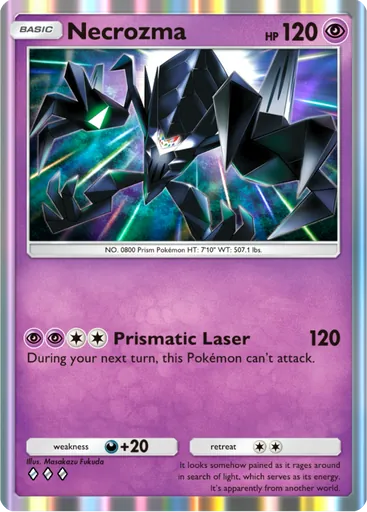 BASIC
Necrozma
HP 120
NO. 0800 Prism Pokémon HT: 7'10" WT: 507.1 lbs.
Prismatic Laser 120
During your next turn, this Pokémon can't attack.
weakness +20
retreat
Illus. Masakazu Fukuda
It looks somehow pained as it rages around
in search of light, which serves as its energy.
It's apparently from another world.